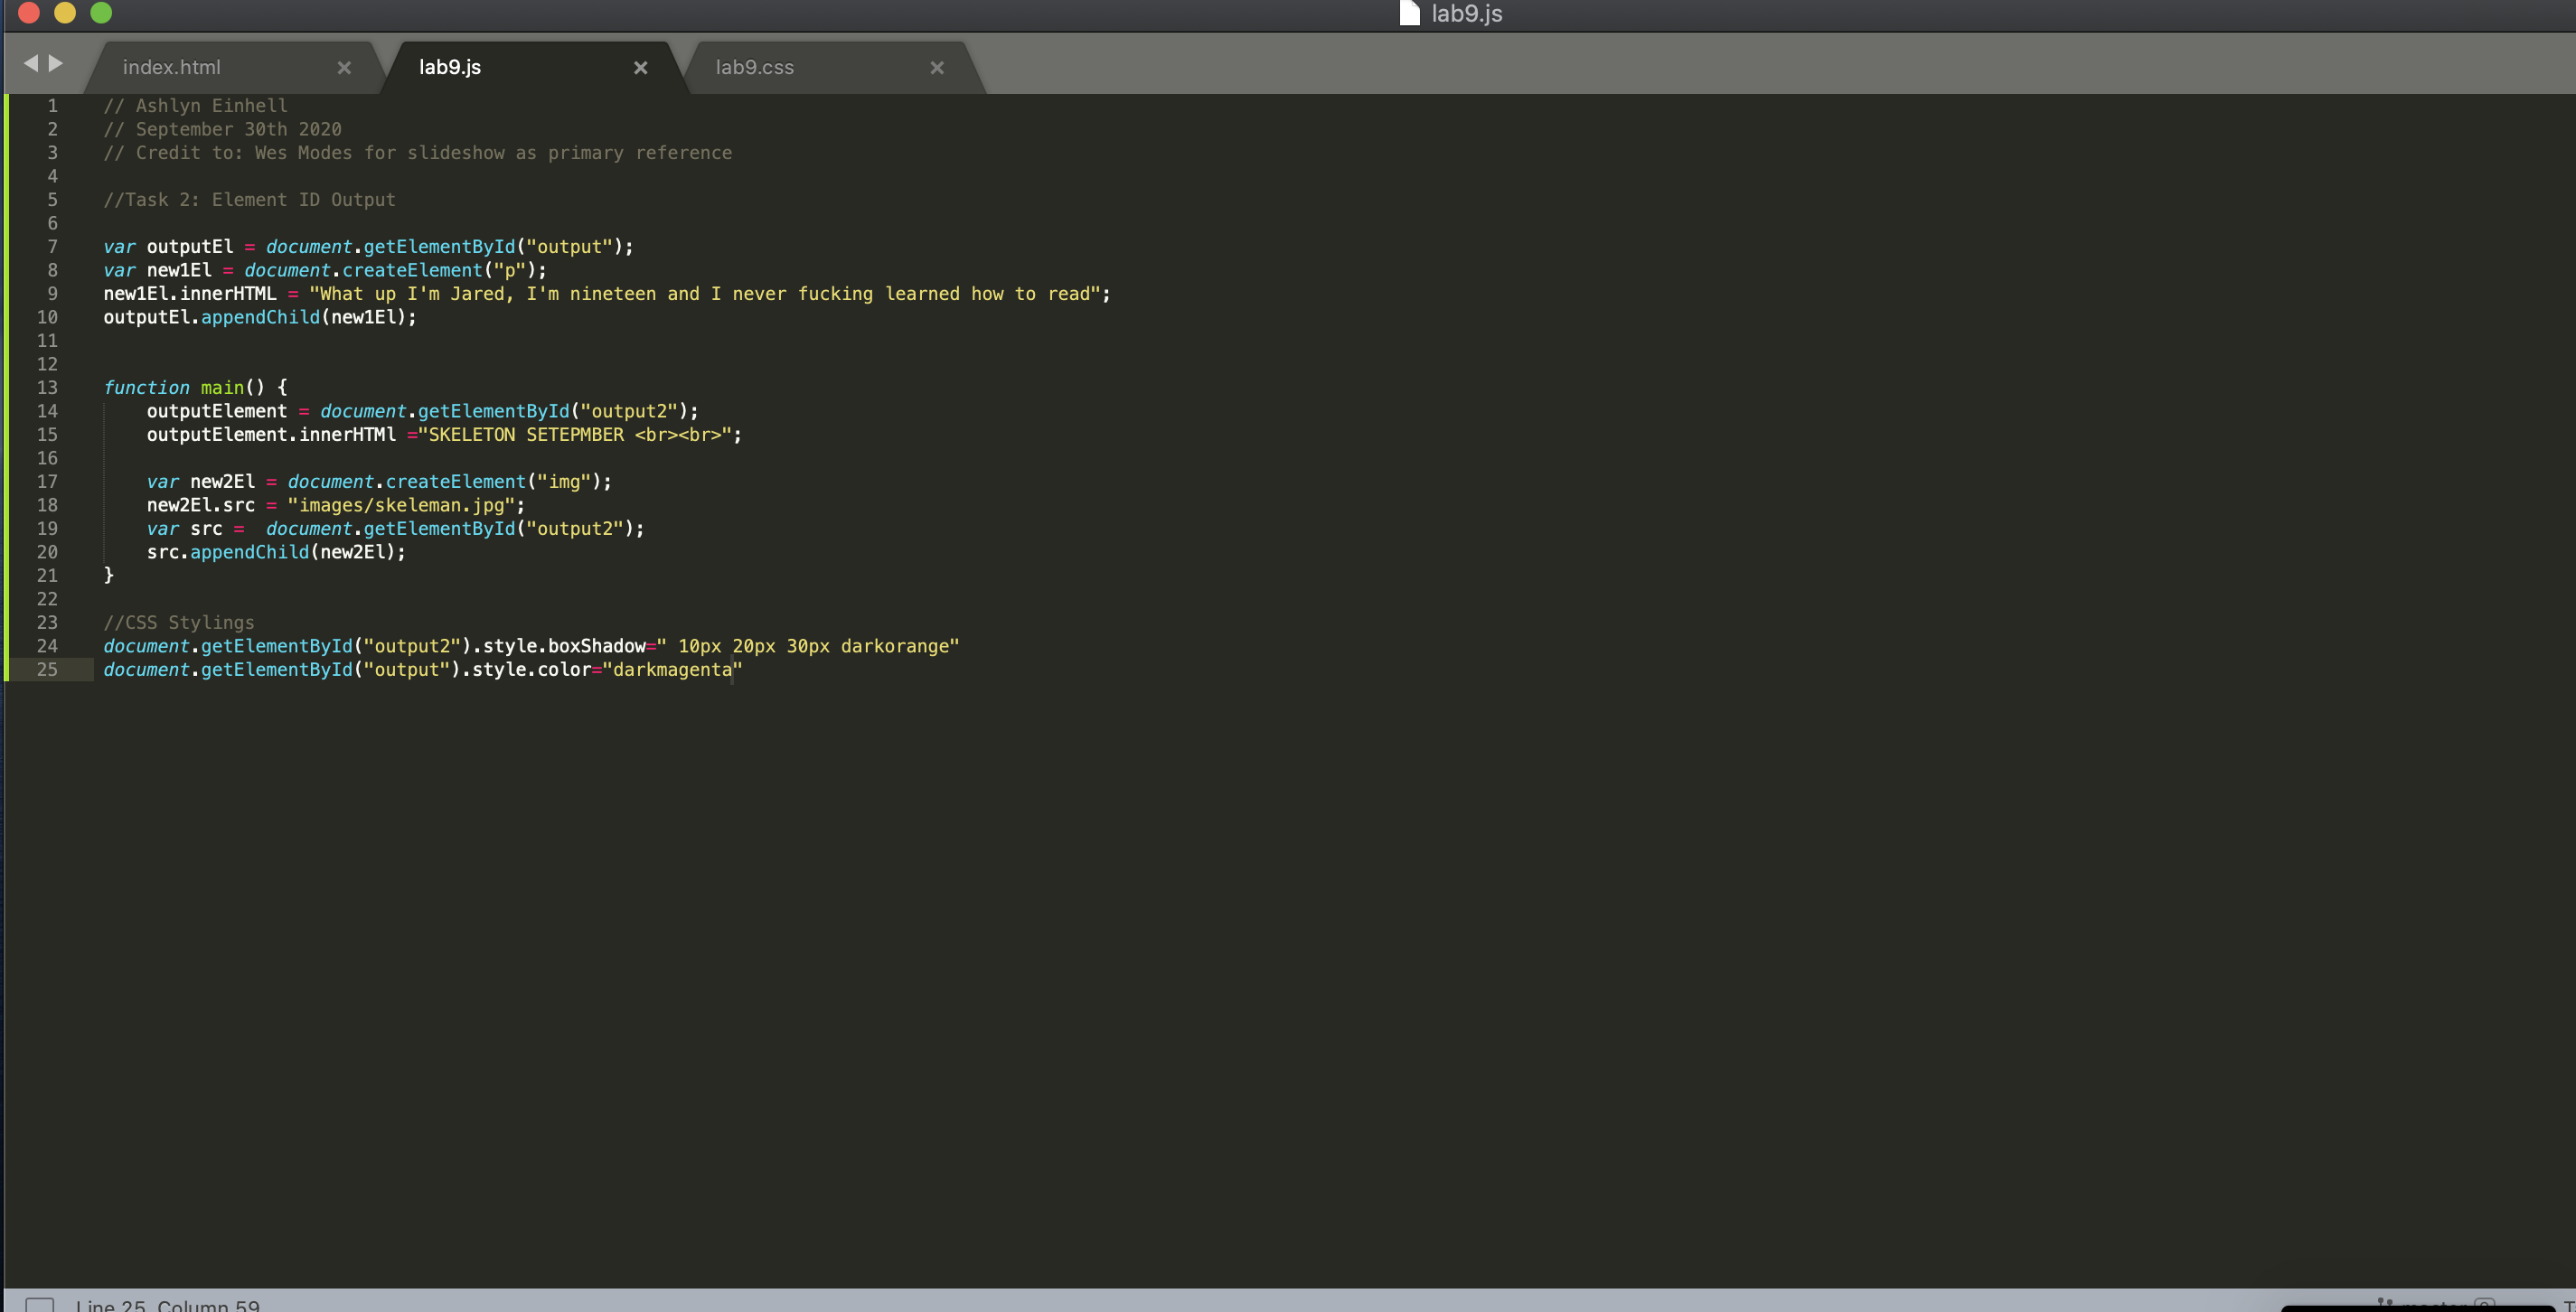 lab9.js
index.html × lab9.js × lab9.css ×
1 // Ashlyn Einhell
2 // September 30th 2020
3 // Credit to: Wes Modes for slideshow as primary reference
4
5 //Task 2: Element ID Output
6
7 var outputEl = document.getElementById("output");
8 var new1El = document.createElement("p");
9 new1El.innerHTML = "What up I'm Jared, I'm nineteen and I never fucking learned how to read";
10 outputEl.appendChild(new1El);
11
12
13 function main() {
14 outputElement = document.getElementById("output2");
15 outputElement.innerHTMl ="SKELETON SETEPMBER <br><br>";
16
17 var new2El = document.createElement("img");
18 new2El.src = "images/skeleman.jpg";
19 var src =  document.getElementById("output2");
20 src.appendChild(new2El);
21 }
22
23 //CSS Stylings
24 document.getElementById("output2").style.boxShadow=" 10px 20px 30px darkorange"
25 document.getElementById("output").style.color="darkmagenta"
Line 25, Column 59